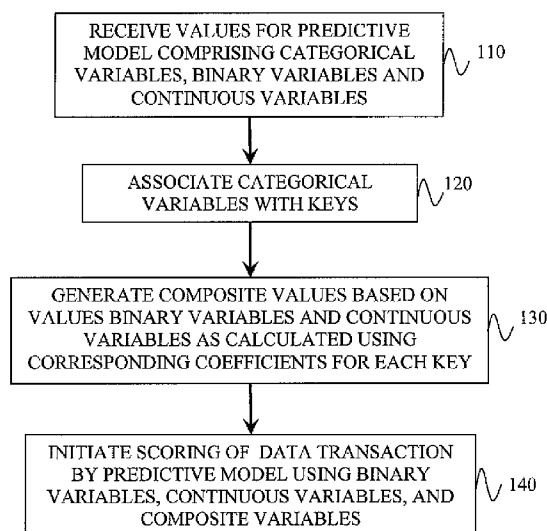 RECEIVE VALUES FOR PREDICTIVE
MODEL COMPRISING CATEGORICAL
VARIABLES, BINARY VARIABLES AND
CONTINUOUS VARIABLES
110
ASSOCIATE CATEGORICAL
VARIABLES WITH KEYS
120
GENERATE COMPOSITE VALUES BASED ON
VALUES BINARY VARIABLES AND CONTINUOUS
VARIABLES AS CALCULATED USING
CORRESPONDING COEFFICIENTS FOR EACH KEY
130
INITIATE SCORING OF DATA TRANSACTION
BY PREDICTIVE MODEL USING BINARY
VARIABLES, CONTINUOUS VARIABLES, AND
COMPOSITE VARIABLES
140